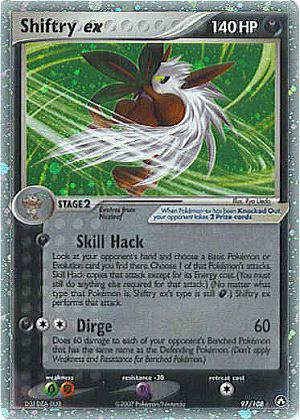 Shiftry ex
140 HP
Illus. Ryo Ueda
STAGE 2
Evolves from
Nuzleaf
When Pokémon-ex has been Knocked Out,
your opponent takes 2 Prize cards.
Skill Hack
Look at your opponent's hand and choose a Basic Pokémon or
Evolution card you find there. Choose 1 of that Pokémon's attacks.
Skill Hack copies that attack except for its Energy cost. (You must
still do anything else required for that attack.) (No matter what
type that Pokémon is, Shiftry ex's type is still
performs
that attack.
Dirge
60
Does 60 damage to each of your opponent's Benched Pokémon
that has the same name as the Defending Pokémon. (Don't apply
Weakness and Resistance for Benched Pokémon.)
weakness
resistance -30
retreat cost
©2007 Pokémon/Nintendo
97/108